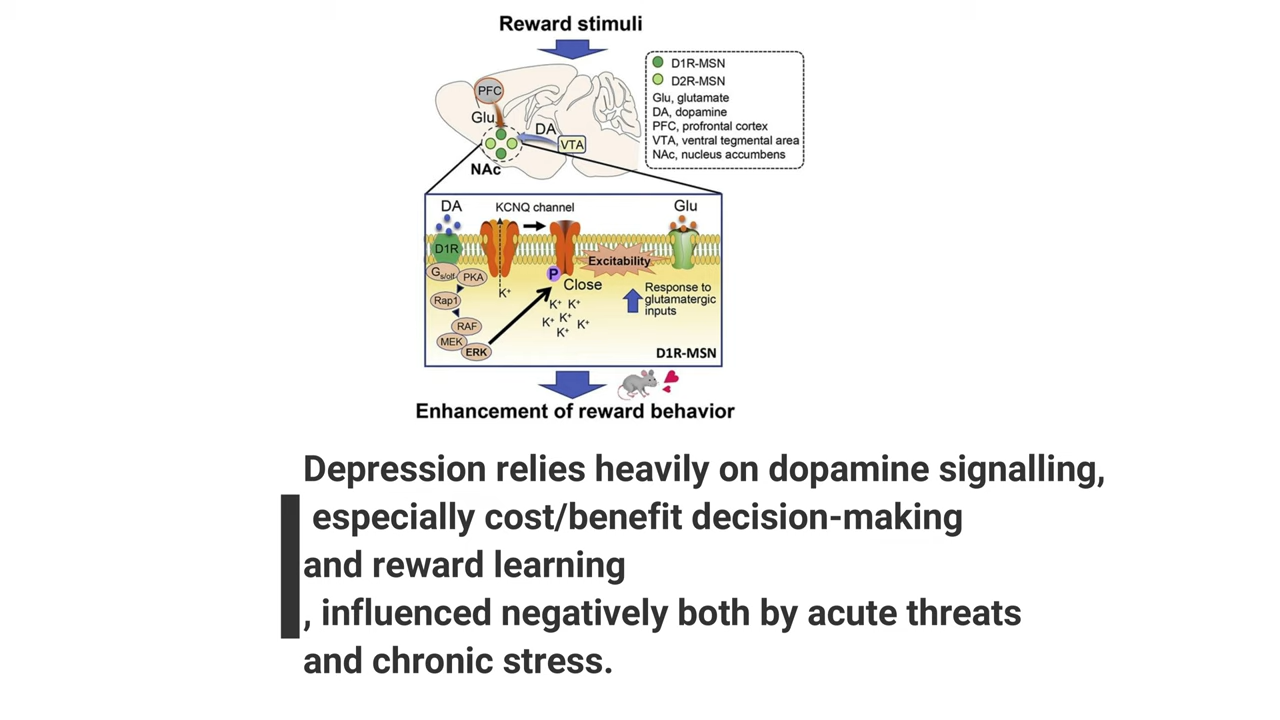 Reward stimuli
D1R-MSN
D2R-MSN
Glu, glutamate
DA, dopamine
PFC, profrontal cortex
VTA, ventral tegmental area
NAc, nucleus accumbens
PFC
Glu
DA
VTA
NAc
DA
KCNQ channel
Glu
D1R
Gs/olf
PKA
K+
Rap1
RAF
MEK
ERK
P
Close
Excitability
K+ K+
K+ K+ K+
K+
Response to
glutamatergic
inputs
D1R-MSN
Enhancement of reward behavior
Depression relies heavily on dopamine signalling,
especially cost/benefit decision-making
and reward learning
, influenced negatively both by acute threats
and chronic stress.